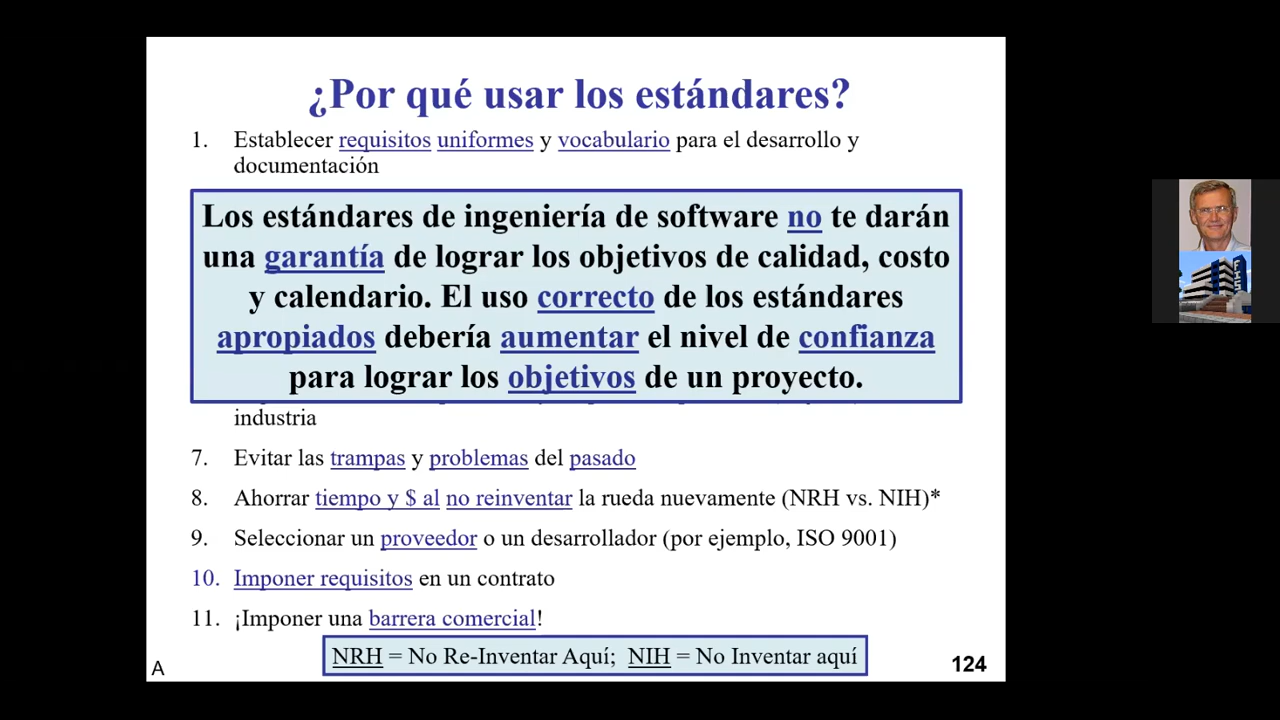 ¿Por qué usar los estándares?
1. Establecer requisitos uniformes y vocabulario para el desarrollo y
documentación
Los estándares de ingeniería de software no te darán
una garantía de lograr los objetivos de calidad, costo
y calendario. El uso correcto de los estándares
apropiados debería aumentar el nivel de confianza
para lograr los objetivos de un proyecto.
industria
7. Evitar las trampas y problemas del pasado
8. Ahorrar tiempo y $ al no reinventar la rueda nuevamente (NRH vs. NIH)*
9. Seleccionar un proveedor o un desarrollador (por ejemplo, ISO 9001)
10. Imponer requisitos en un contrato
11. ¡Imponer una barrera comercial!
NRH = No Re-Inventar Aquí; NIH = No Inventar aquí
A
124